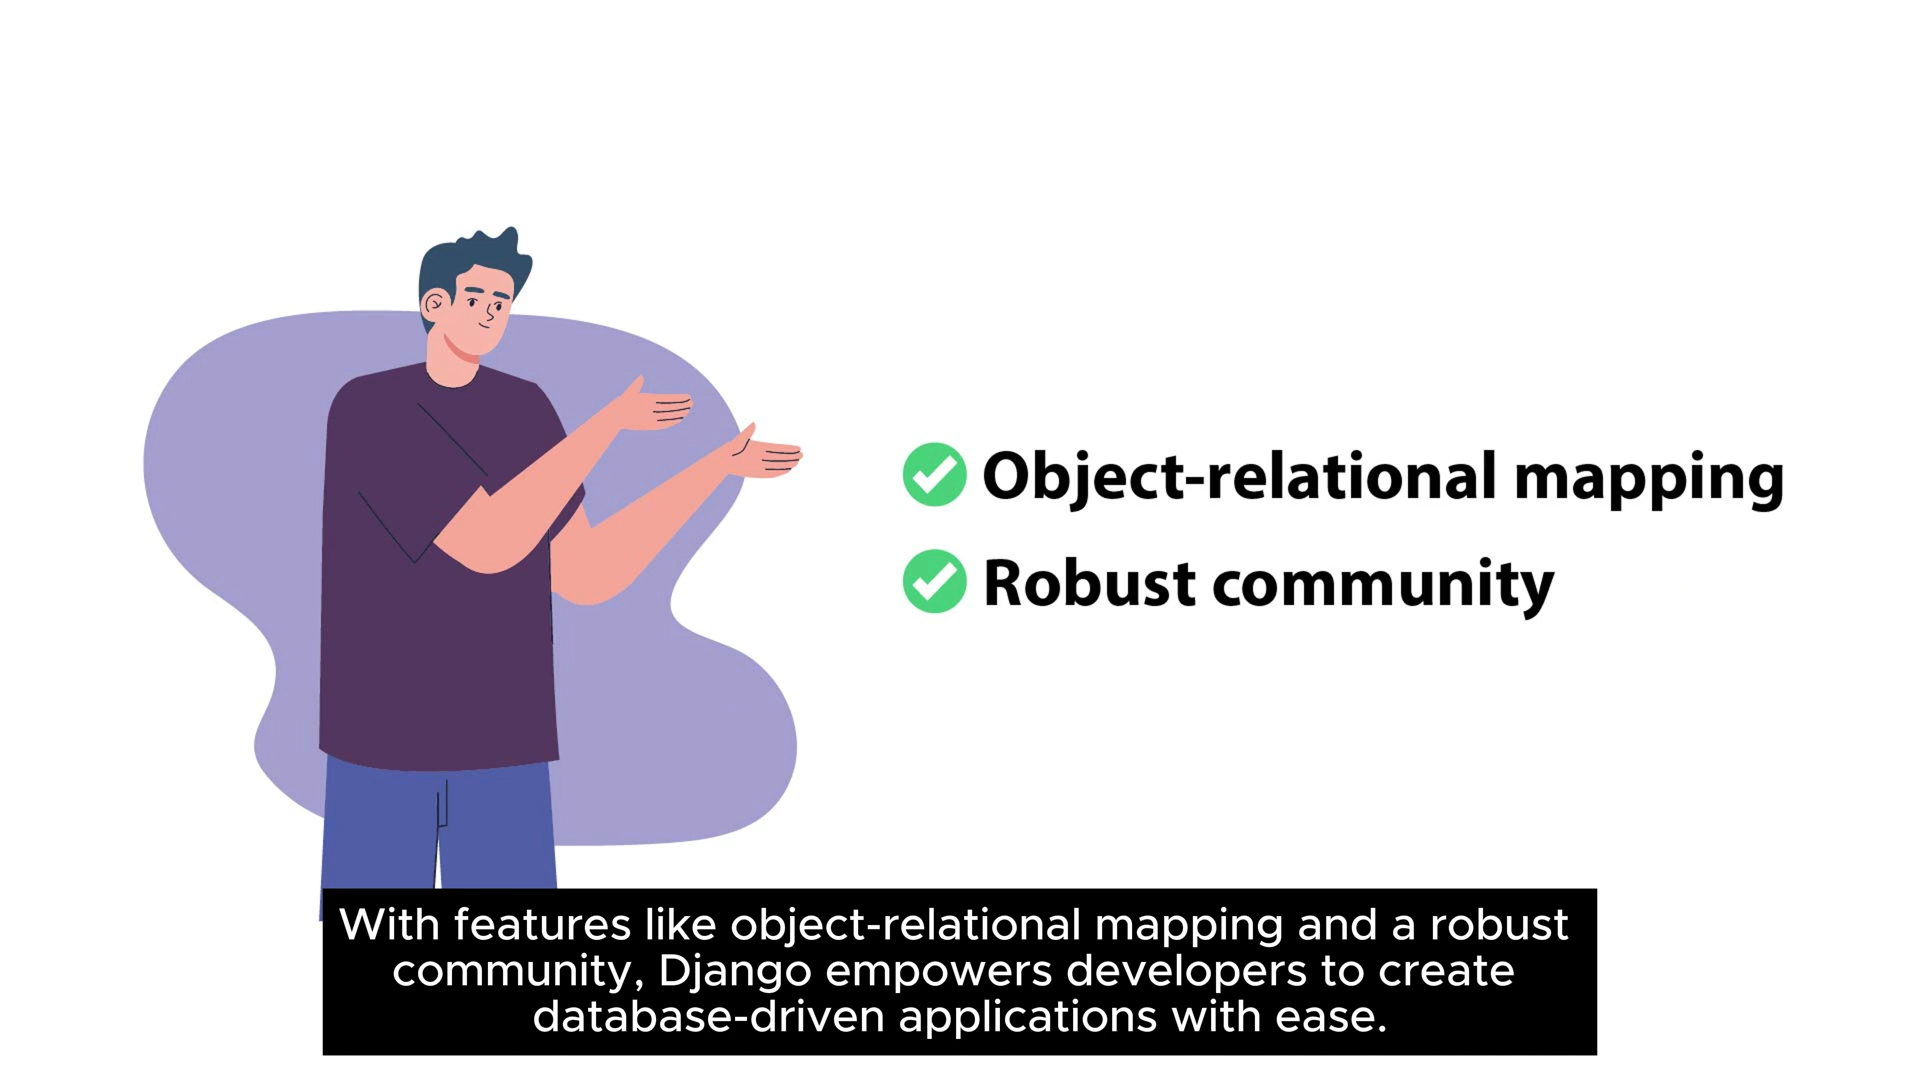 Object-relational mapping
Robust community
With features like object-relational mapping and a robust
community, Django empowers developers to create
database-driven applications with ease.